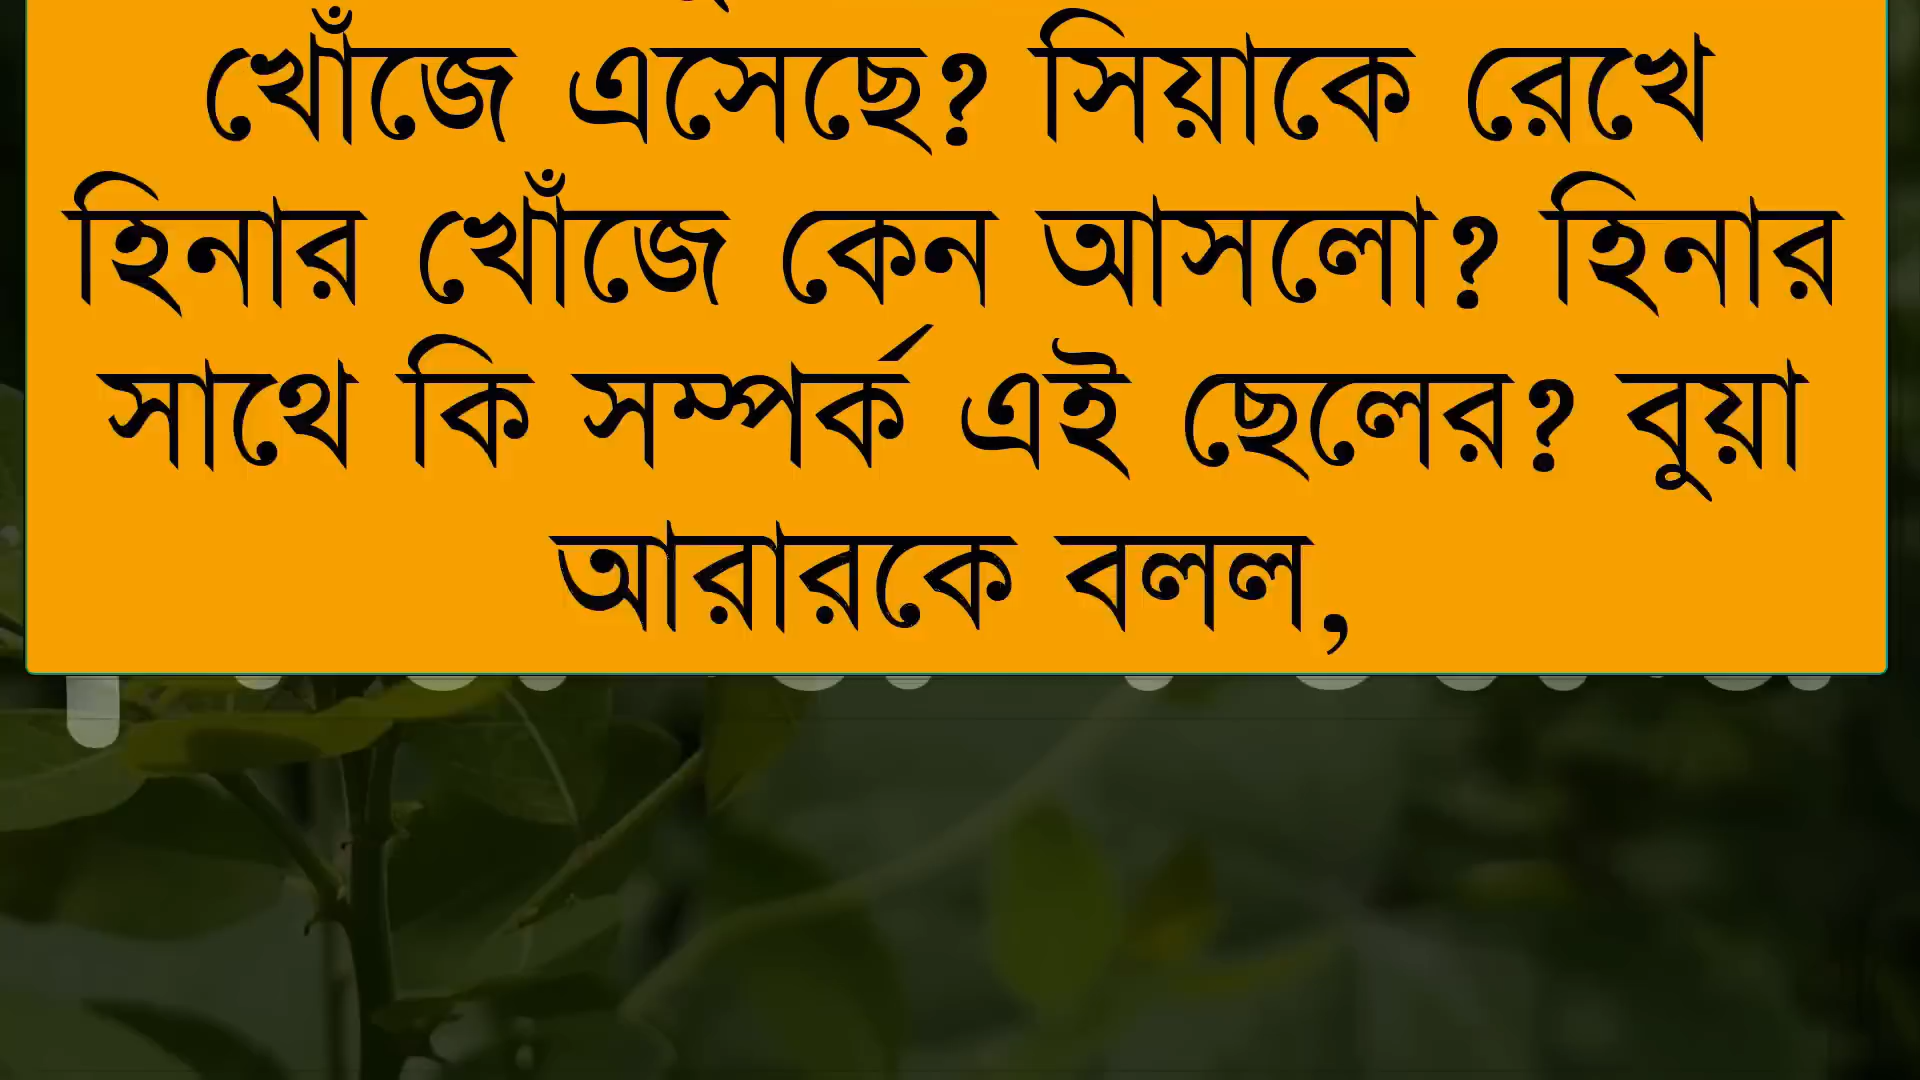 খোঁজে এসেছে? সিয়াকে রেখে
হিনার খোঁজে কেন আসলো? হিনার
সাথে কি সম্পর্ক এই ছেলের? বুয়া
আরারকে বলল,